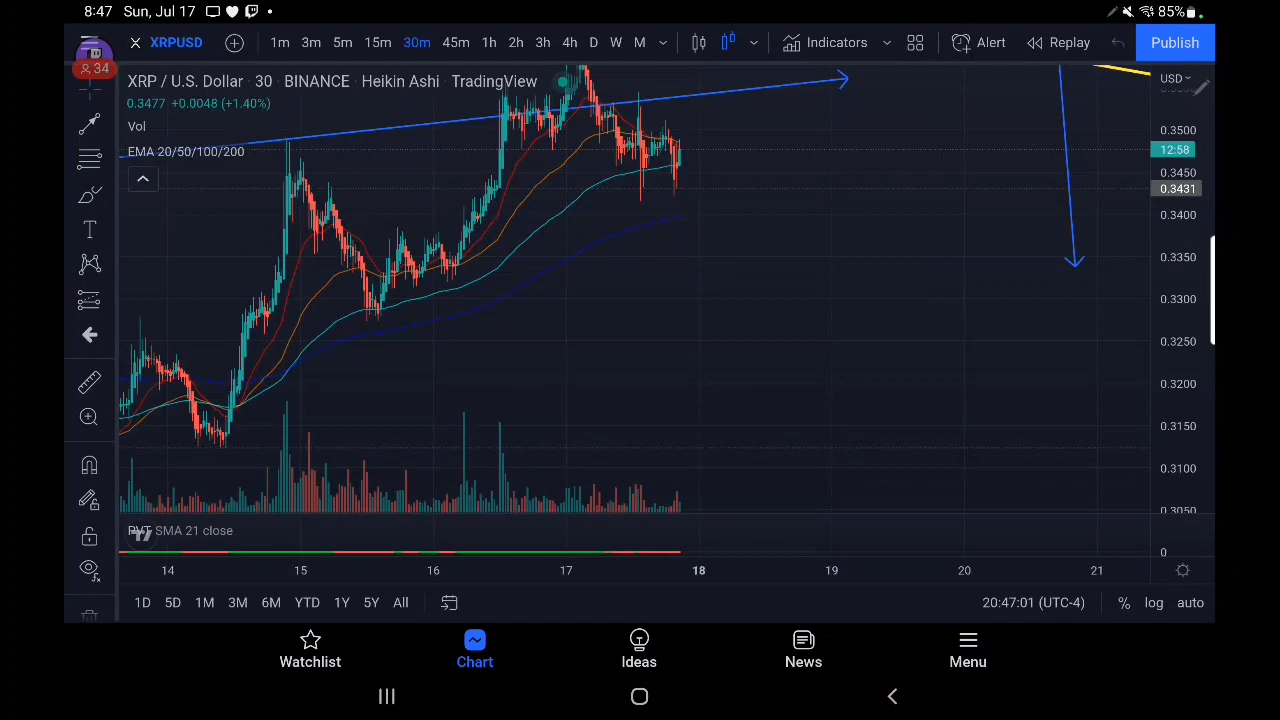 8:47 Sun, Jul 17 85%
XRPUSD 1m 3m 5m 15m 30m 45m 1h 2h 3h 4h D W M Indicators Alert Replay Publish
34
XRP / U.S. Dollar · 30 · BINANCE · Heikin Ashi · TradingView
USD
0.3477 +0.0048 (+1.40%)
Vol
0.3500
EMA 20/50/100/200
12:58
0.3450
0.3431
0.3400
0.3350
0.3300
0.3250
0.3200
0.3150
0.3100
0.3050
PVT SMA 21 close
0
14 15 16 17 18 19 20 21
1D 5D 1M 3M 6M YTD 1Y 5Y All 20:47:01 (UTC-4) % log auto
Watchlist Chart Ideas News Menu